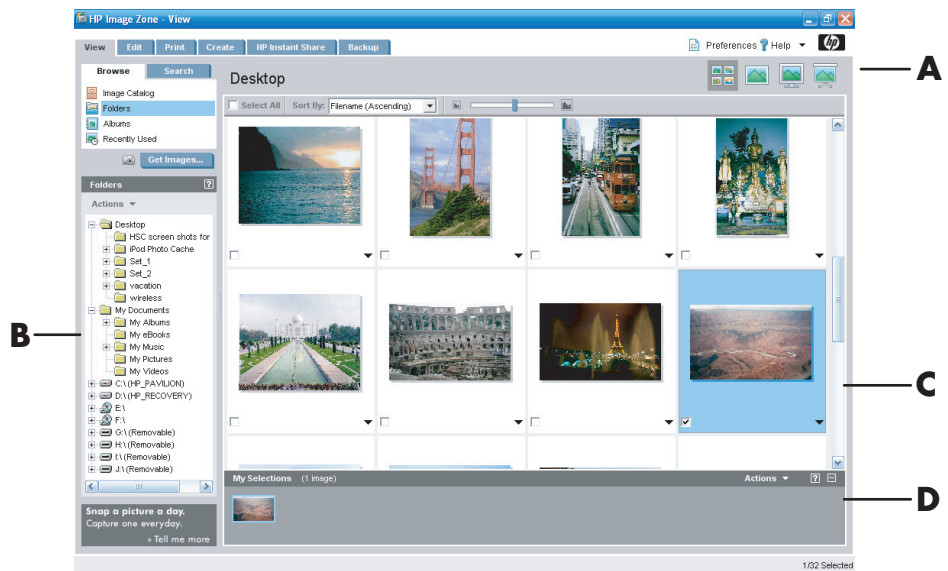 HP Image Zone - View
View Edit Print Create HP Instant Share Backup
Preferences ? Help
hp
A
Browse Search
Desktop
Image Catalog
Folders
Albums
Recently Used
Select All Sort By: Filename (Ascending)
Get Images...
Folders ?
Actions
Desktop
HSC screen shots for
iPod Photo Cache
Set_1
Set_2
vacation
wireless
My Documents
My Albums
My eBooks
My Music
My Pictures
My Videos
C:\ (HP_PAVILION)
D:\ (HP_RECOVERY)
E:\
F:\
G:\ (Removable)
H:\ (Removable)
I:\ (Removable)
J:\ (Removable)
B
C
My Selections (1 image) Actions ?
D
Snap a picture a day.
Capture one everyday.
» Tell me more
1/32 Selected